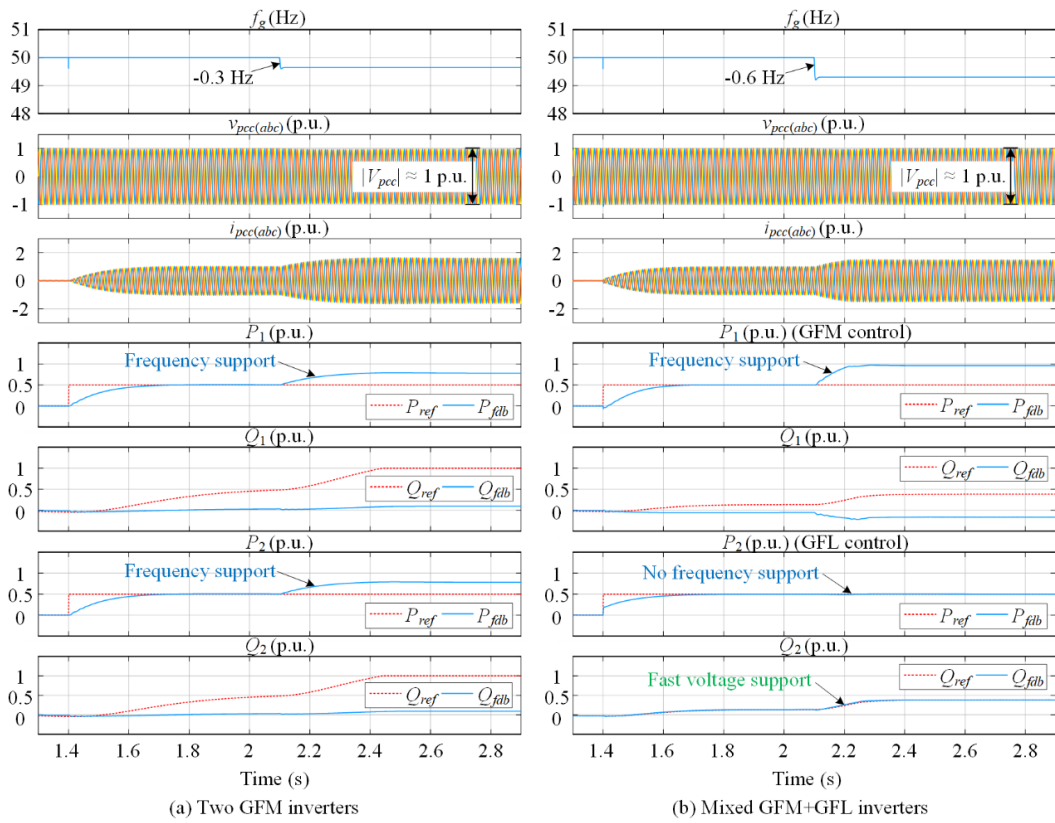 f_g (Hz)
51
50
49
48
-0.3 Hz
v_pcc(abc) (p.u.)
1
0
-1
|V_pcc| ≈ 1 p.u.
i_pcc(abc) (p.u.)
2
0
-2
P_1 (p.u.)
1
0.5
0
Frequency support
P_ref P_fdb
Q_1 (p.u.)
1
0.5
0
Q_ref Q_fdb
P_2 (p.u.)
1
0.5
0
Frequency support
P_ref P_fdb
Q_2 (p.u.)
1
0.5
0
Q_ref Q_fdb
1.4 1.6 1.8 2 2.2 2.4 2.6 2.8
Time (s)
(a) Two GFM inverters
f_g (Hz)
51
50
49
48
-0.6 Hz
v_pcc(abc) (p.u.)
1
0
-1
|V_pcc| ≈ 1 p.u.
i_pcc(abc) (p.u.)
2
0
-2
P_1 (p.u.) (GFM control)
1
0.5
0
Frequency support
P_ref P_fdb
Q_1 (p.u.)
1
0.5
0
Q_ref Q_fdb
P_2 (p.u.) (GFL control)
1
0.5
0
No frequency support
P_ref P_fdb
Q_2 (p.u.)
1
0.5
0
Fast voltage support
Q_ref Q_fdb
1.4 1.6 1.8 2 2.2 2.4 2.6 2.8
Time (s)
(b) Mixed GFM+GFL inverters